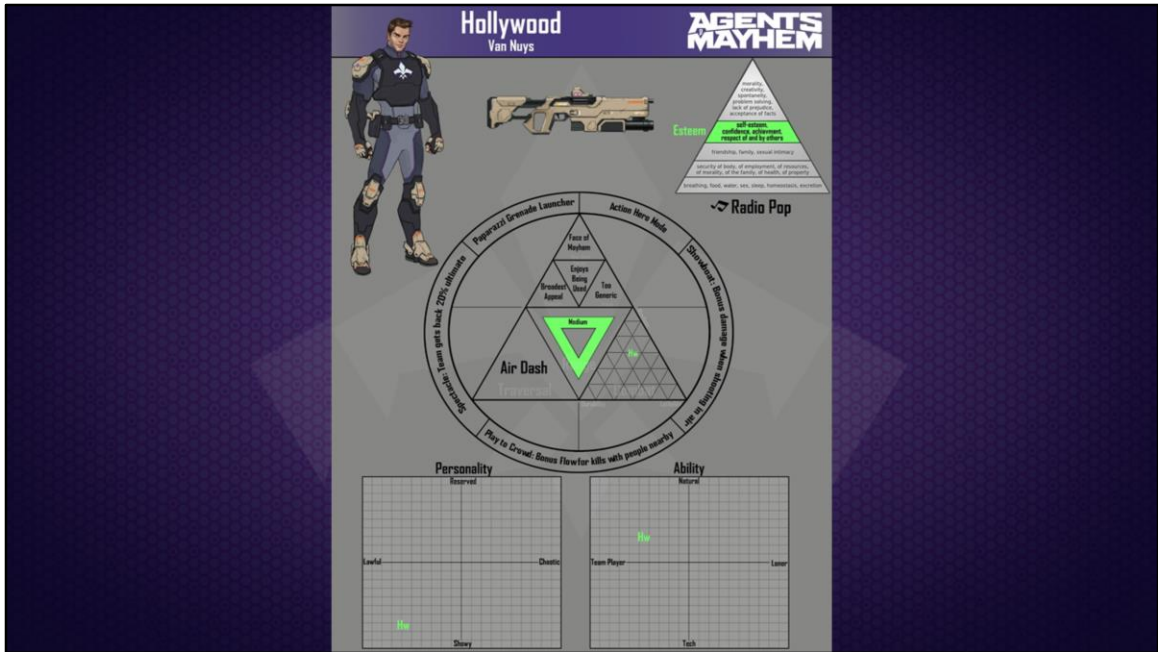 Hollywood
Van Nuys
AGENTS
of
MAYHEM
morality,
creativity,
spontaneity,
problem solving,
lack of prejudice,
acceptance of facts
Esteem
self-esteem,
confidence, achievment,
respect of and by others
friendship, family, sexual intimacy
security of body, of employment, of resources,
of morality, of the family, of health, of property
breathing, food, water, sex, sleep, homeostasis, excretion
Radio Pop
Paparazzi Grenade Launcher
Action Hero Mode
Showboat: Bonus damage when shooting in air
Play to Crowd: Bonus Flow for kills with people nearby
Spectacle: Team gets back 20% ultimate
Face of
Mayhem
Broadest
Appeal
Enjoys
Being
Used
Too
Generic
Medium
Hw
Air Dash
Traversal
Personality
Reserved
Lawful
Chaotic
Hw
Showy
Ability
Natural
Hw
Team Player
Loner
Tech